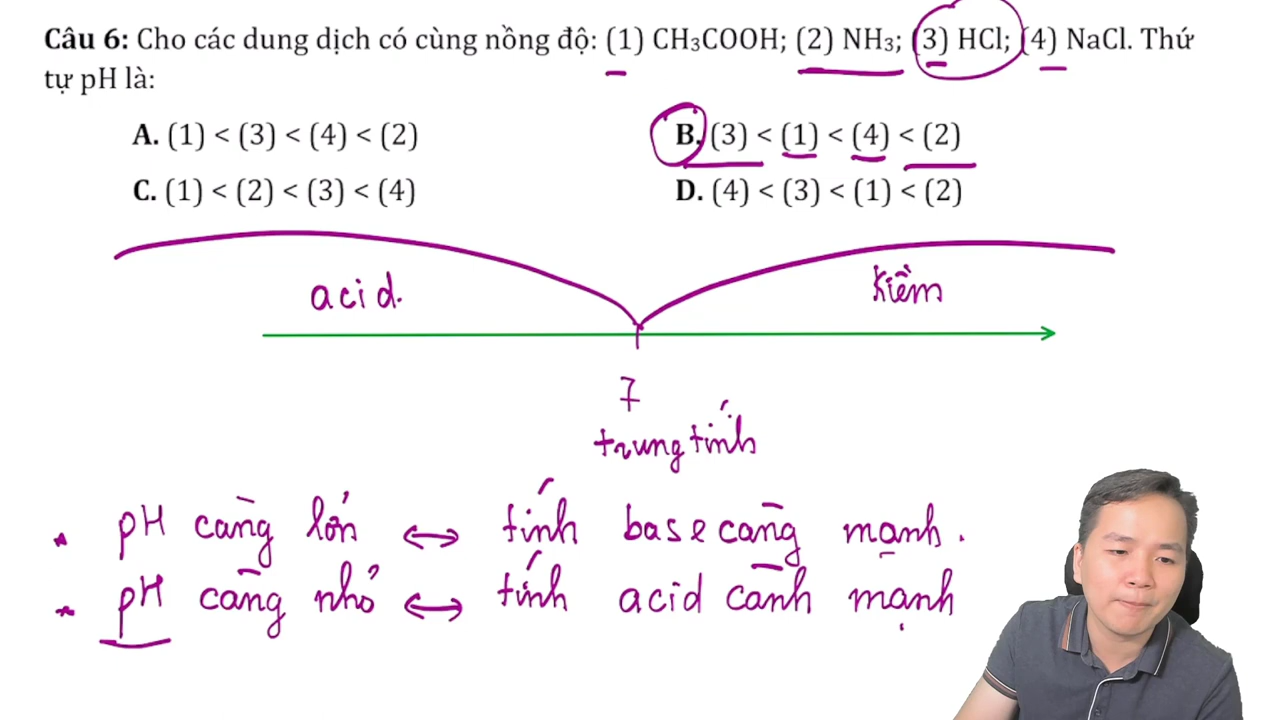 Câu 6: Cho các dung dịch có cùng nồng độ: (1) CH₃COOH; (2) NH₃; (3) HCl; (4) NaCl. Thứ
tự pH là:
A. (1) < (3) < (4) < (2)
B. (3) < (1) < (4) < (2)
C. (1) < (2) < (3) < (4)
D. (4) < (3) < (1) < (2)
acid.
kiềm
7
trung tính
* pH càng lớn ↔ tính base càng mạnh.
* pH càng nhỏ ↔ tính acid cành mạnh